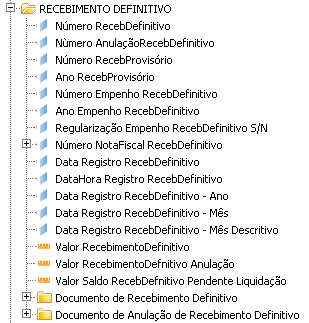 RECEBIMENTO DEFINITIVO
Número RecebDefinitivo
Nùmero AnulaçãoRecebDefinitivo
Número RecebProvisório
Ano RecebProvisório
Número Empenho RecebDefinitivo
Ano Empenho RecebDefinitivo
Regularização Empenho RecebDefinitivo S/N
Número NotaFiscal RecebDefinitivo
Data Registro RecebDefinitivo
DataHora Registro RecebDefinitivo
Data Registro RecebDefinitivo - Ano
Data Registro RecebDefinitivo - Mês
Data Registro RecebDefinitivo - Mês Descritivo
Valor RecebimentoDefinitivo
Valor RecebimentoDefnitivo Anulação
Valor Saldo RecebDefnitivo Pendente Liquidação
Documento de Recebimento Definitivo
Documento de Anulação de Recebimento Definitivo